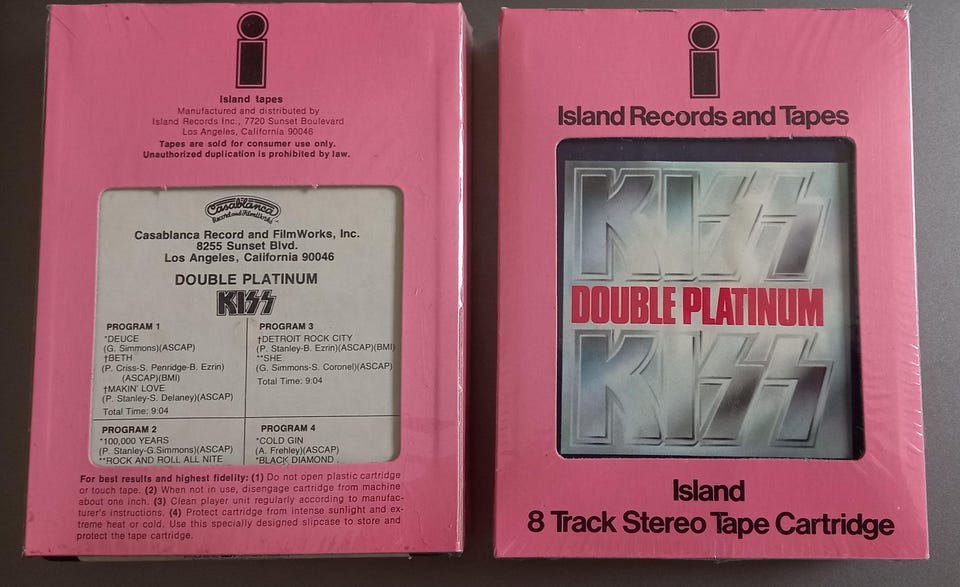 Island tapes
Manufactured and distributed by
Island Records Inc., 7720 Sunset Boulevard
Los Angeles, California 90046
Tapes are sold for consumer use only.
Unauthorized duplication is prohibited by law.
Casablanca
Record and FilmWorks
Casablanca Record and FilmWorks, Inc.
8255 Sunset Blvd.
Los Angeles, California 90046
DOUBLE PLATINUM
KISS
PROGRAM 1
*DEUCE
(G. Simmons)(ASCAP)
†BETH
(P. Criss-S. Penridge-B. Ezrin)
(ASCAP)(BMI)
†MAKIN' LOVE
(P. Stanley-S. Delaney)(ASCAP)
Total Time: 9:04
PROGRAM 2
*100,000 YEARS
(P. Stanley-G.Simmons)(ASCAP)
**ROCK AND ROLL ALL NITE
PROGRAM 3
†DETROIT ROCK CITY
(P. Stanley-B. Ezrin)(ASCAP)(BMI)
**SHE
(G. Simmons-S. Coronel)(ASCAP)
Total Time: 9:04
PROGRAM 4
*COLD GIN
(A. Frehley)(ASCAP)
*BLACK DIAMOND
For best results and highest fidelity: (1) Do not open plastic cartridge
or touch tape. (2) When not in use, disengage cartridge from machine
about one inch. (3) Clean player unit regularly according to manufac-
turer's instructions. (4) Protect cartridge from intense sunlight and ex-
treme heat or cold. Use this specially designed slipcase to store and
protect the tape cartridge.
i
Island Records and Tapes
KISS
DOUBLE PLATINUM
KISS
Island
8 Track Stereo Tape Cartridge